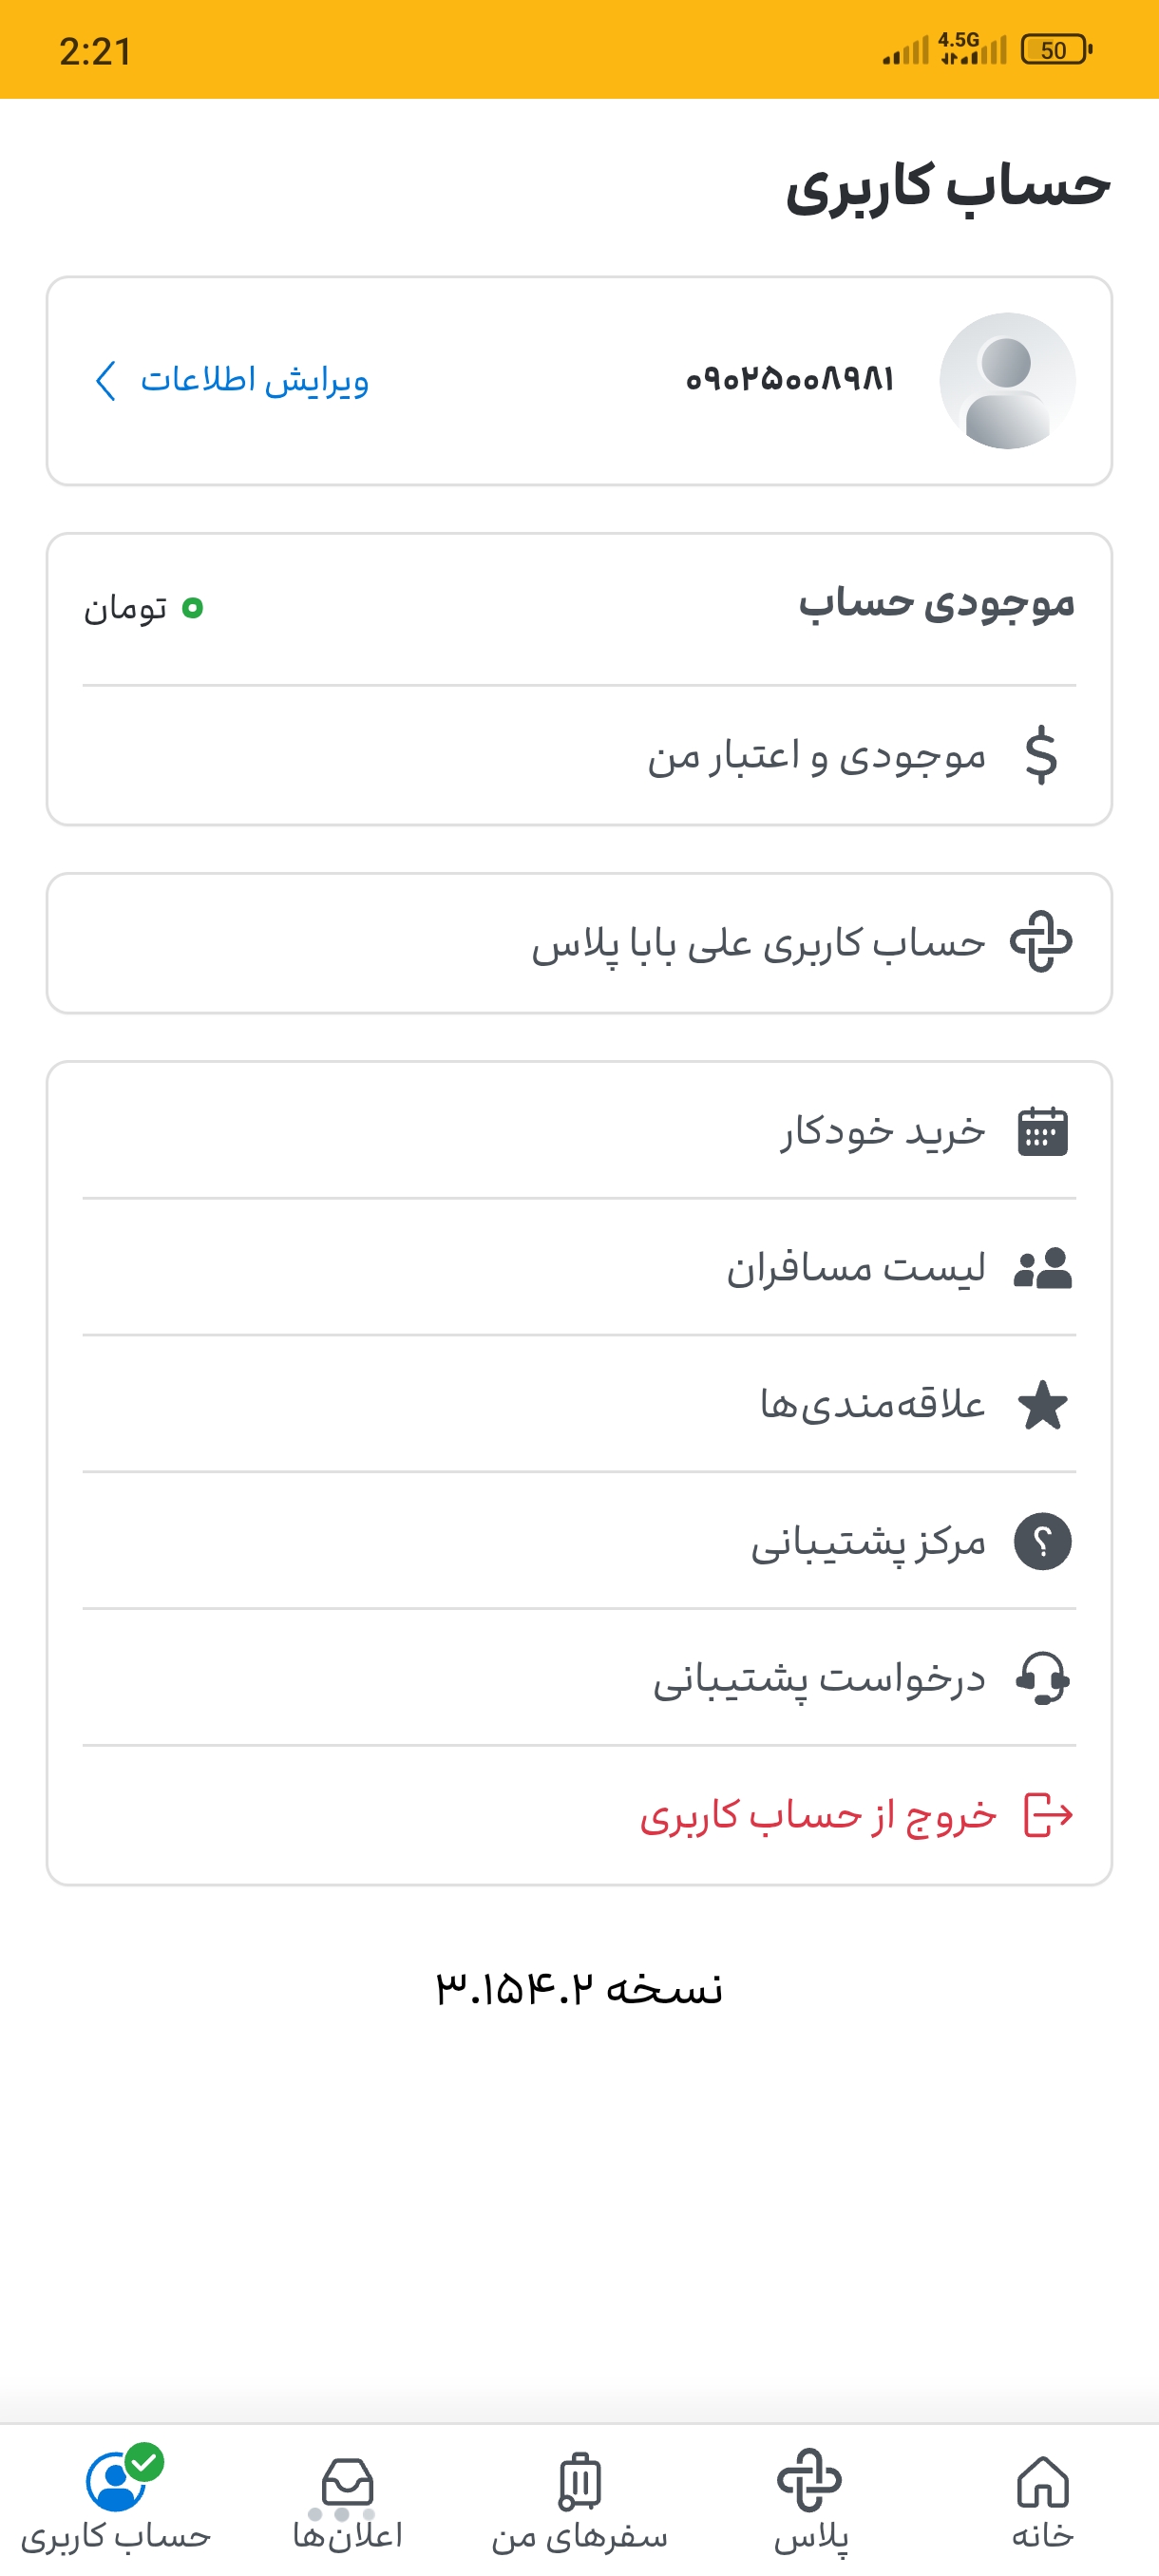 2:21
4.5G
50
حساب کاربری
۰۹۰۲۵۰۰۸۹۸۱
ویرایش اطلاعات
موجودی حساب
۰ تومان
موجودی و اعتبار من
حساب کاربری علی بابا پلاس
خرید خودکار
لیست مسافران
علاقه‌مندی‌ها
مرکز پشتیبانی
درخواست پشتیبانی
خروج از حساب کاربری
نسخه ۳.۱۵۴.۲
خانه
پلاس
سفرهای من
اعلان‌ها
حساب کاربری